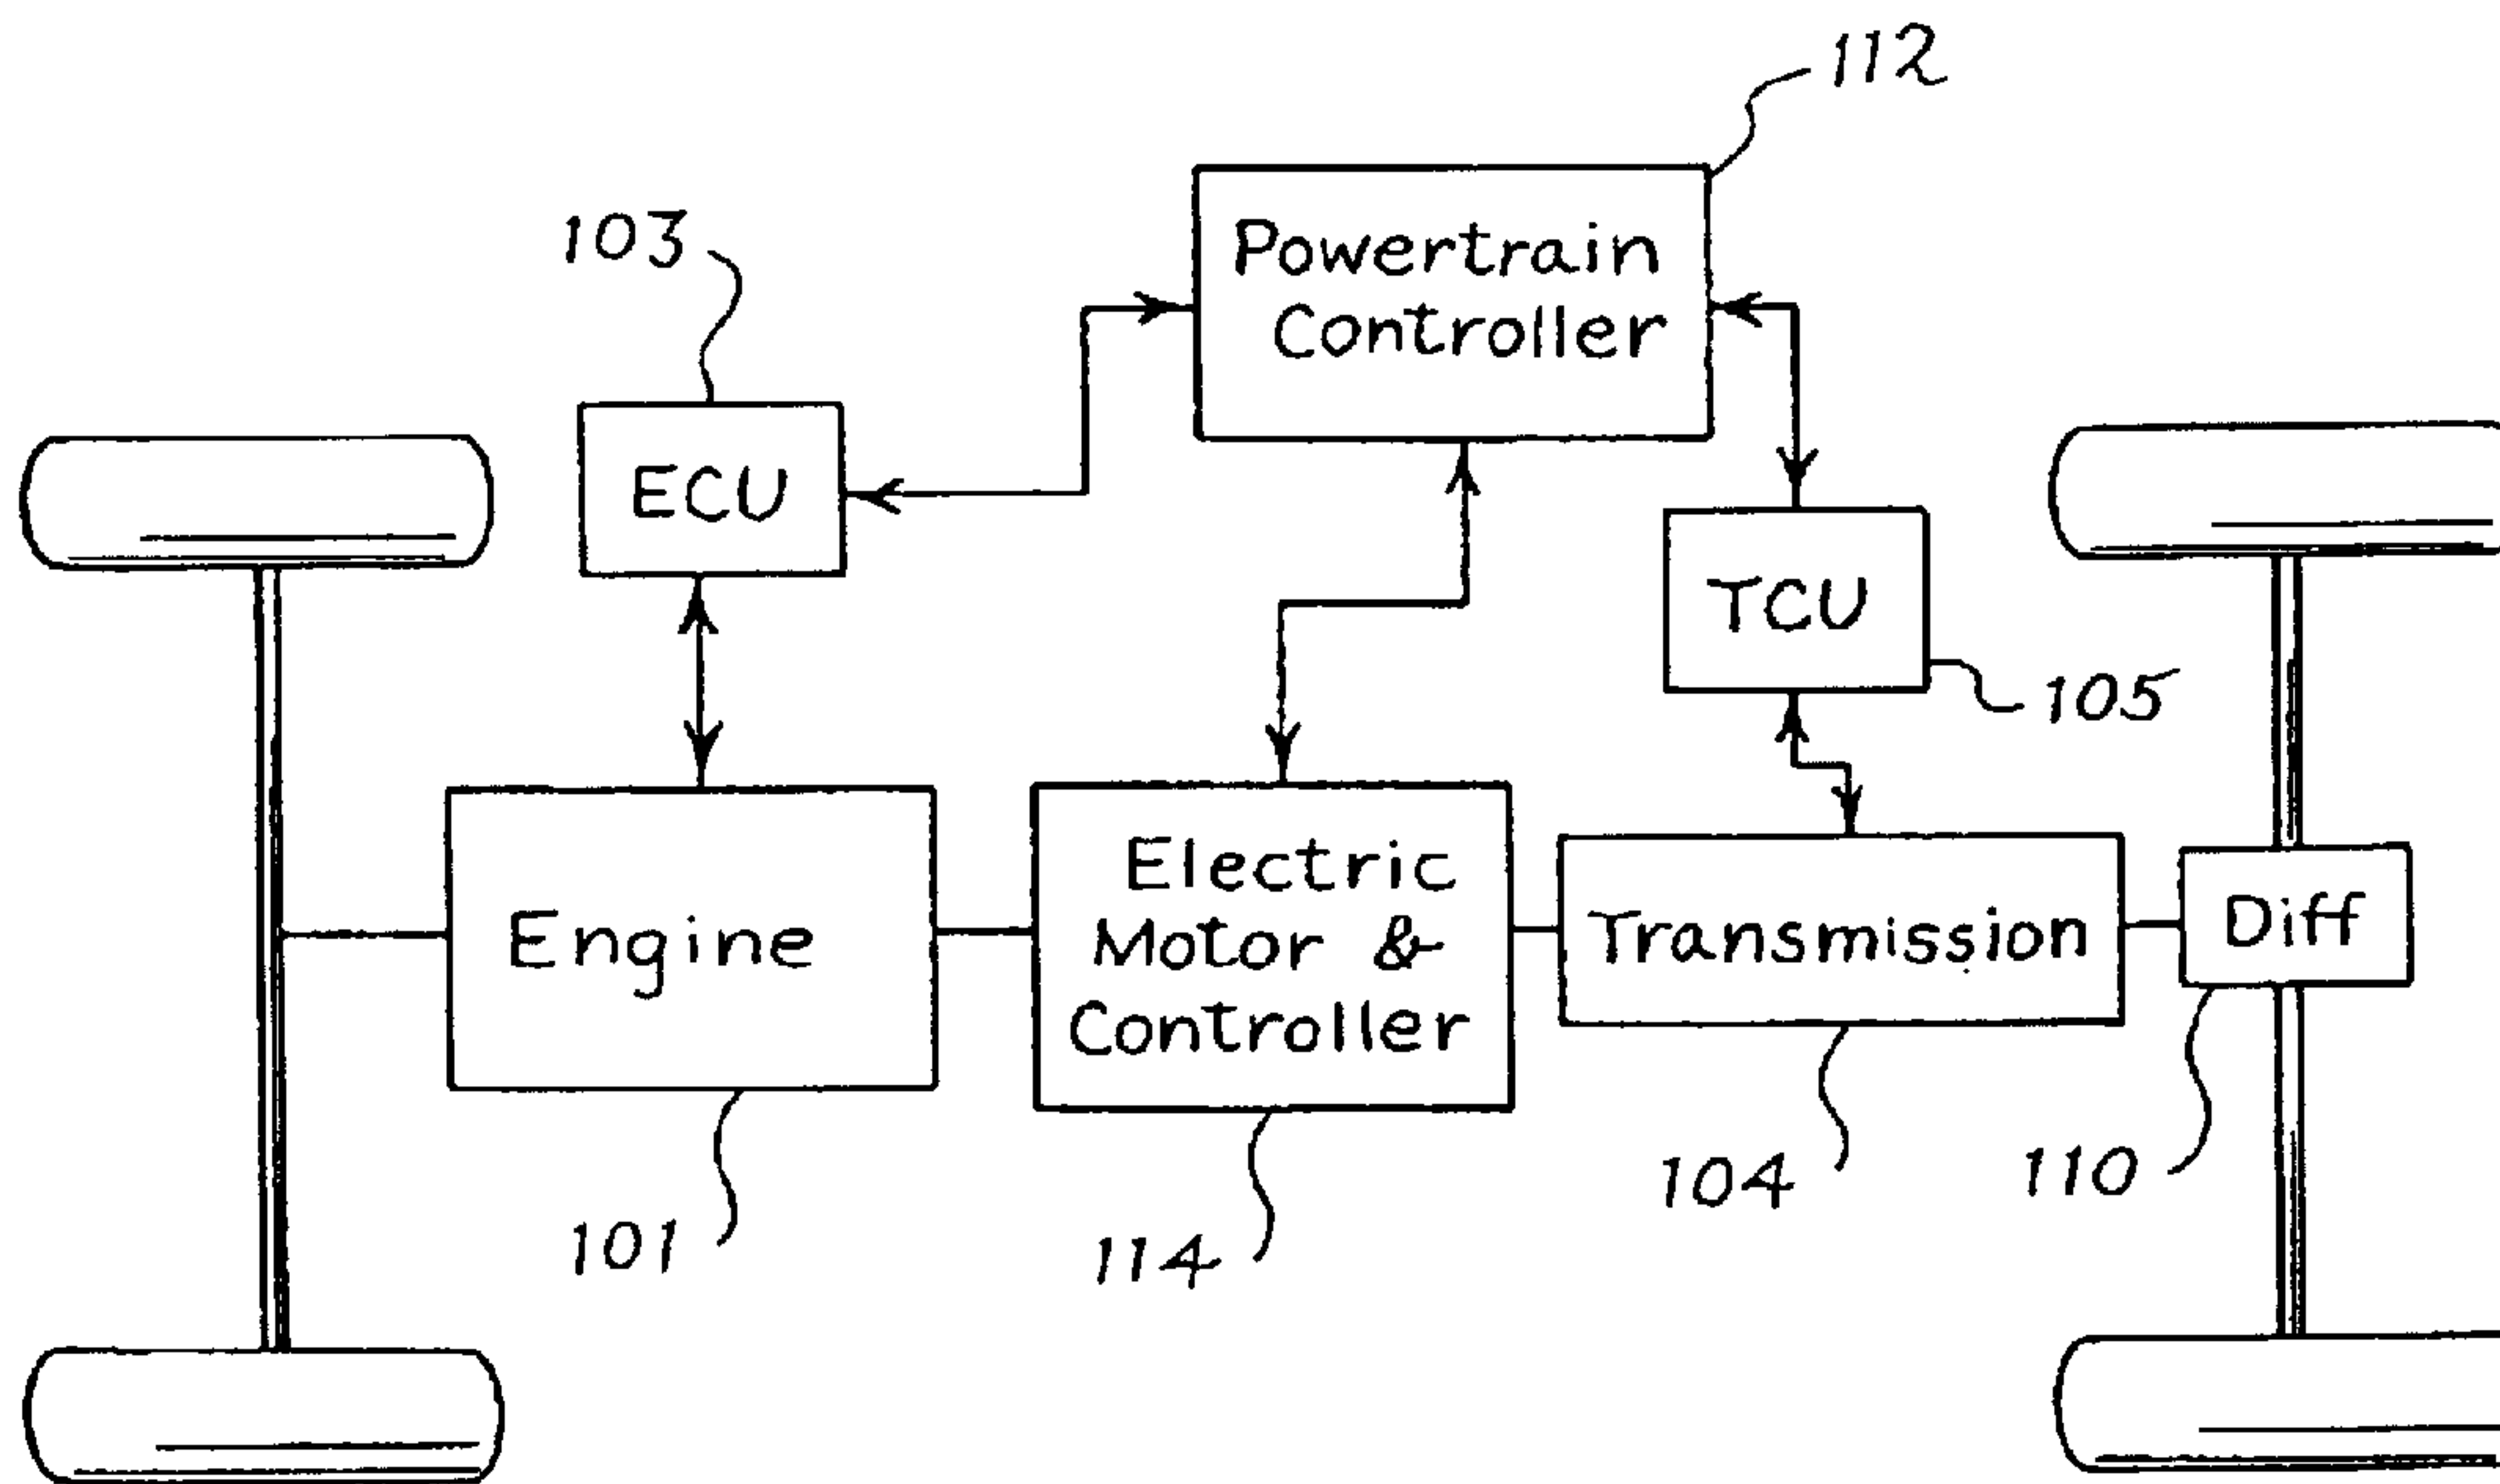 112
103
Powertrain
Controller
ECU
TCU
105
Electric
Motor &
Controller
Engine
Transmission
Diff
104
110
101
114